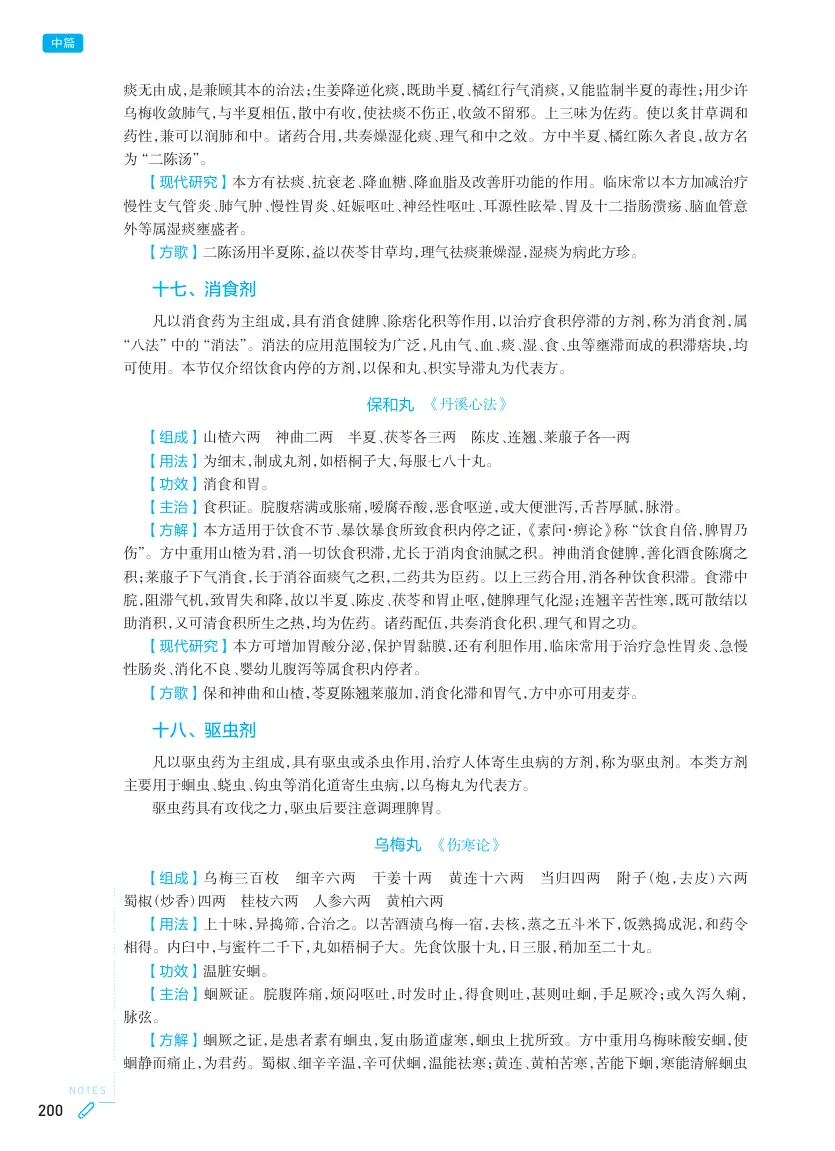 中篇
痰无由成，是兼顾其本的治法；生姜降逆化痰，既助半夏、橘红行气消痰，又能监制半夏的毒性；用少许
乌梅收敛肺气，与半夏相伍，散中有收，使祛痰不伤正，收敛不留邪。上三味为佐药。使以炙甘草调和
药性，兼可以润肺和中。诸药合用，共奏燥湿化痰、理气和中之效。方中半夏、橘红陈久者良，故方名
为“二陈汤”。
【现代研究】本方有祛痰、抗衰老、降血糖、降血脂及改善肝功能的作用。临床常以本方加减治疗
慢性支气管炎、肺气肿、慢性胃炎、妊娠呕吐、神经性呕吐、耳源性眩晕、胃及十二指肠溃疡、脑血管意
外等属湿痰壅盛者。
【方歌】二陈汤用半夏陈，益以茯苓甘草均，理气祛痰兼燥湿，湿痰为病此方珍。
十七、消食剂
凡以消食药为主组成，具有消食健脾、除痞化积等作用，以治疗食积停滞的方剂，称为消食剂，属
“八法”中的“消法”。消法的应用范围较为广泛，凡由气、血、痰、湿、食、虫等壅滞而成的积滞痞块，均
可使用。本节仅介绍饮食内停的方剂，以保和丸、枳实导滞丸为代表方。
保和丸 《丹溪心法》
【组成】山楂六两 神曲二两 半夏、茯苓各三两 陈皮、连翘、莱菔子各一两
【用法】为细末，制成丸剂，如梧桐子大，每服七八十丸。
【功效】消食和胃。
【主治】食积证。脘腹痞满或胀痛，嗳腐吞酸，恶食呕逆，或大便泄泻，舌苔厚腻，脉滑。
【方解】本方适用于饮食不节、暴饮暴食所致食积内停之证，《素问·痹论》称“饮食自倍，脾胃乃
伤”。方中重用山楂为君，消一切饮食积滞，尤长于消肉食油腻之积。神曲消食健脾，善化酒食陈腐之
积；莱菔子下气消食，长于消谷面痰气之积，二药共为臣药。以上三药合用，消各种饮食积滞。食滞中
脘，阻滞气机，致胃失和降，故以半夏、陈皮、茯苓和胃止呕，健脾理气化湿；连翘辛苦性寒，既可散结以
助消积，又可清食积所生之热，均为佐药。诸药配伍，共奏消食化积、理气和胃之功。
【现代研究】本方可增加胃酸分泌，保护胃黏膜，还有利胆作用，临床常用于治疗急性胃炎、急慢
性肠炎、消化不良、婴幼儿腹泻等属食积内停者。
【方歌】保和神曲和山楂，苓夏陈翘莱菔加，消食化滞和胃气，方中亦可用麦芽。
十八、驱虫剂
凡以驱虫药为主组成，具有驱虫或杀虫作用，治疗人体寄生虫病的方剂，称为驱虫剂。本类方剂
主要用于蛔虫、蛲虫、钩虫等消化道寄生虫病，以乌梅丸为代表方。
驱虫药具有攻伐之力，驱虫后要注意调理脾胃。
乌梅丸 《伤寒论》
【组成】乌梅三百枚 细辛六两 干姜十两 黄连十六两 当归四两 附子（炮，去皮）六两
蜀椒（炒香）四两 桂枝六两 人参六两 黄柏六两
【用法】上十味，异捣筛，合治之。以苦酒渍乌梅一宿，去核，蒸之五斗米下，饭熟捣成泥，和药令
相得。内臼中，与蜜杵二千下，丸如梧桐子大。先食饮服十丸，日三服，稍加至二十丸。
【功效】温脏安蛔。
【主治】蛔厥证。脘腹阵痛，烦闷呕吐，时发时止，得食则吐，甚则吐蛔，手足厥冷；或久泻久痢，
脉弦。
【方解】蛔厥之证，是患者素有蛔虫，复由肠道虚寒，蛔虫上扰所致。方中重用乌梅味酸安蛔，使
蛔静而痛止，为君药。蜀椒、细辛辛温，辛可伏蛔，温能祛寒；黄连、黄柏苦寒，苦能下蛔，寒能清解蛔虫
NOTES
200